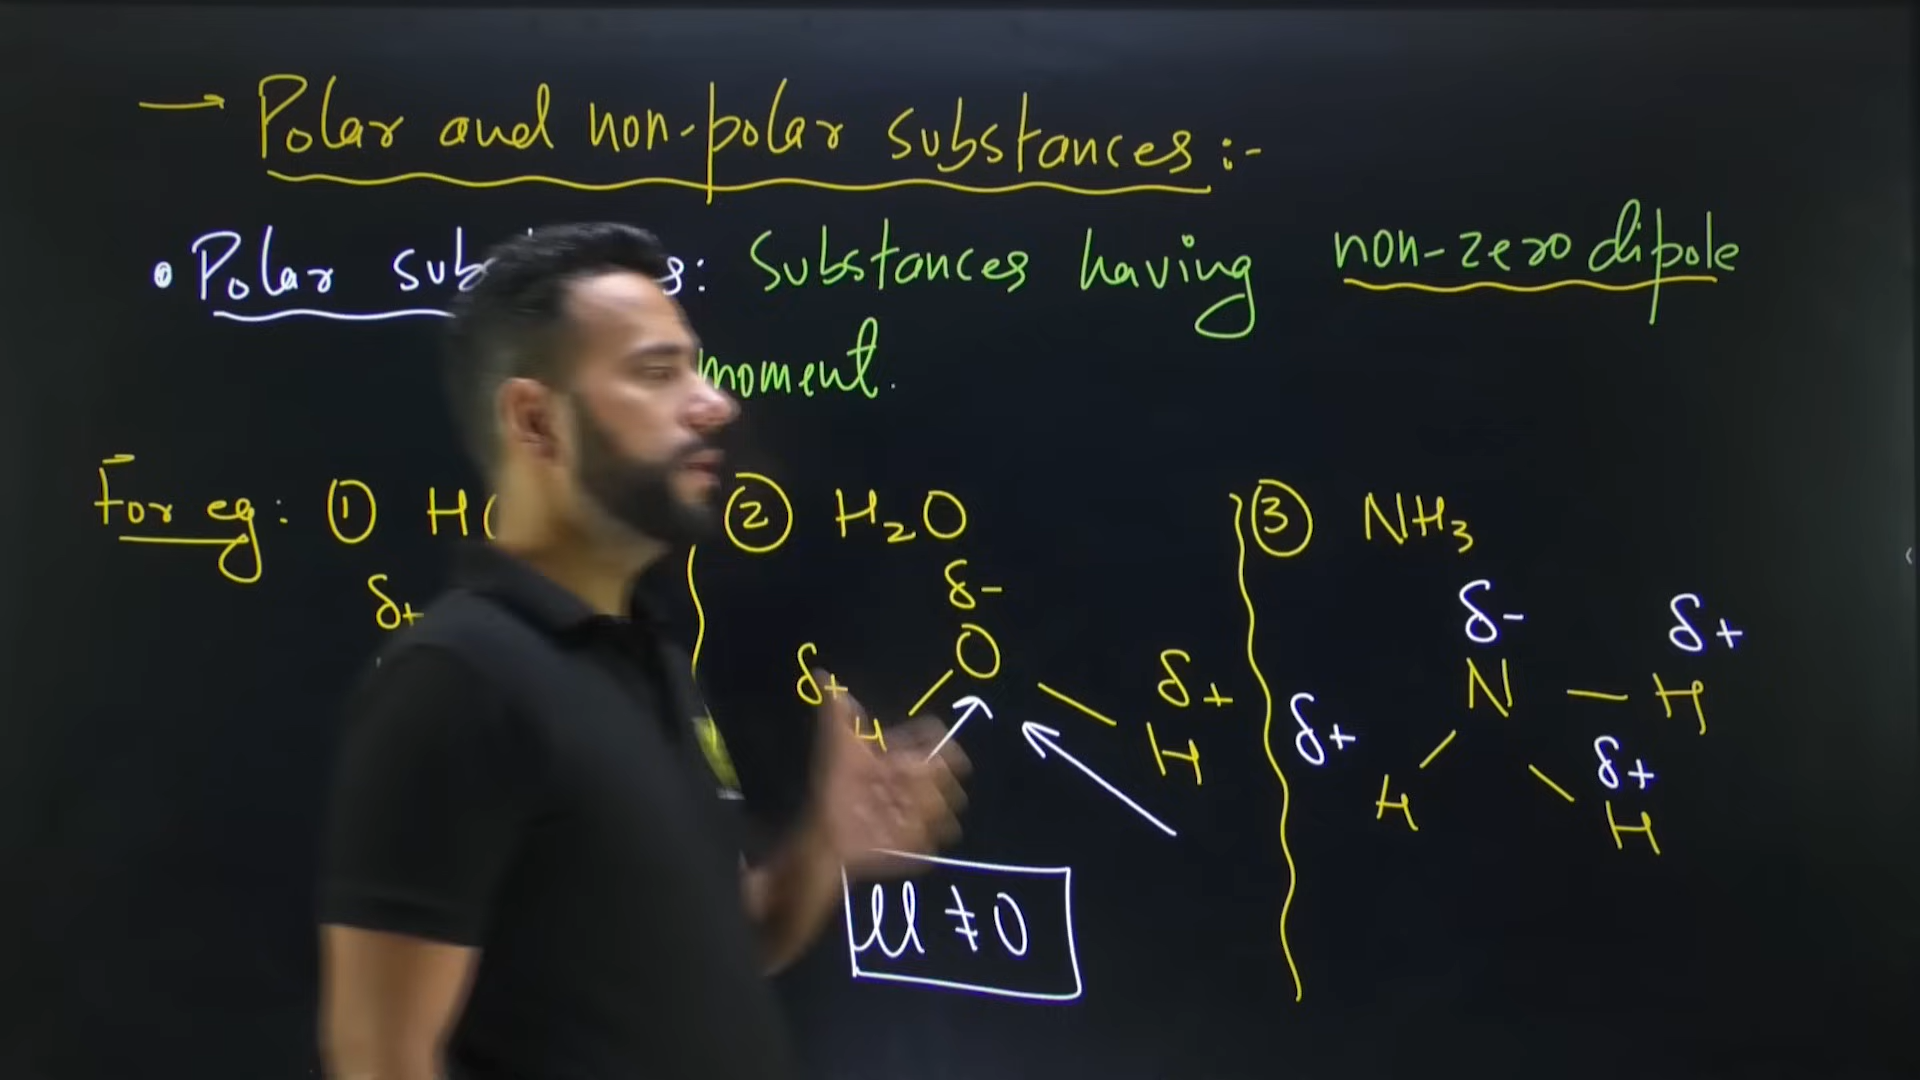 → Polar and non-polar substances :-
• Polar : Substances having non-zero dipole
moment.
For eg : ① ② H₂O ③ NH₃
δ+ δ- δ- δ+
δ+ O δ+ δ+ N — H
H H δ+
H H
μ ≠ 0